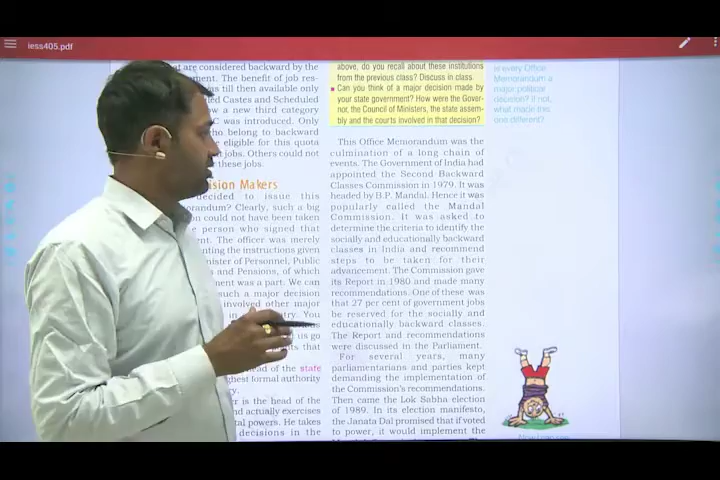 iess405.pdf
at are considered backward by the
ment. The benefit of job res-
was till then available only
ed Castes and Scheduled
ow a new third category
C was introduced. Only
ho belong to backward
eligible for this quota
n jobs. Others could not
r these jobs.
ision Makers
decided to issue this
orandum? Clearly, such a big
on could not have been taken
e person who signed that
ent. The officer was merely
nting the instructions given
nister of Personnel, Public
s and Pensions, of which
ment was a part. We can
such a major decision
involved other major
in
try. You
us go
ts that
ead of the state
ghest formal authority
ry.
r is the head of the
nd actually exercises
tal powers. He takes
decisions in the
above, do you recall about these institutions
from the previous class? Discuss in class.
Can you think of a major decision made by
your state government? How were the Gover-
nor, the Council of Ministers, the state assem-
bly and the courts involved in that decision?
This Office Memorandum was the
culmination of a long chain of
events. The Government of India had
appointed the Second Backward
Classes Commission in 1979. It was
headed by B.P. Mandal. Hence it was
popularly called the Mandal
Commission. It was asked to
determine the criteria to identify the
socially and educationally backward
classes in India and recommend
steps to be taken for their
advancement. The Commission gave
its Report in 1980 and made many
recommendations. One of these was
that 27 per cent of government jobs
be reserved for the socially and
educationally backward classes.
The Report and recommendations
were discussed in the Parliament.
For several years, many
parliamentarians and parties kept
demanding the implementation of
the Commission's recommendations.
Then came the Lok Sabha election
of 1989. In its election manifesto,
the Janata Dal promised that if voted
to power, it would implement the
Is every Office
Memorandum a
major political
decision? If not,
what made this
one different?